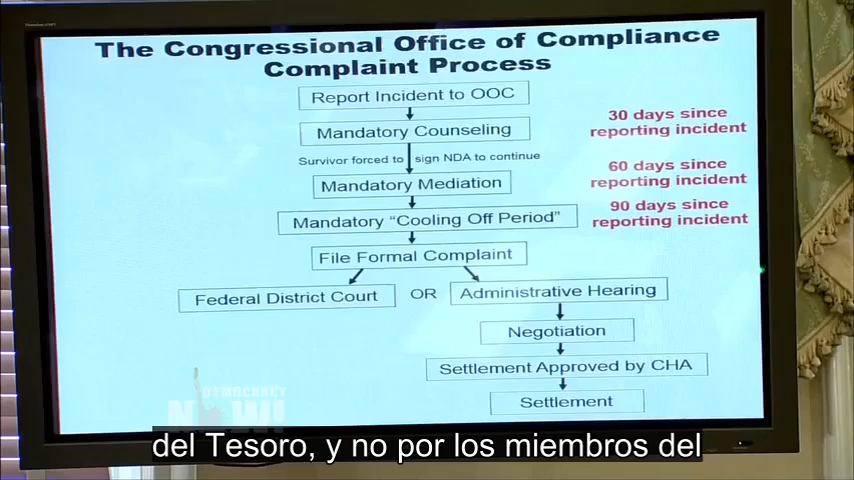 The Congressional Office of Compliance
Complaint Process
Report Incident to OOC
Mandatory Counseling
30 days since
reporting incident
Survivor forced to sign NDA to continue
Mandatory Mediation
60 days since
reporting incident
Mandatory “Cooling Off Period”
90 days since
reporting incident
File Formal Complaint
Federal District Court OR Administrative Hearing
Negotiation
Settlement Approved by CHA
Settlement
DEMOCRACY
NOW!
del Tesoro, y no por los miembros del